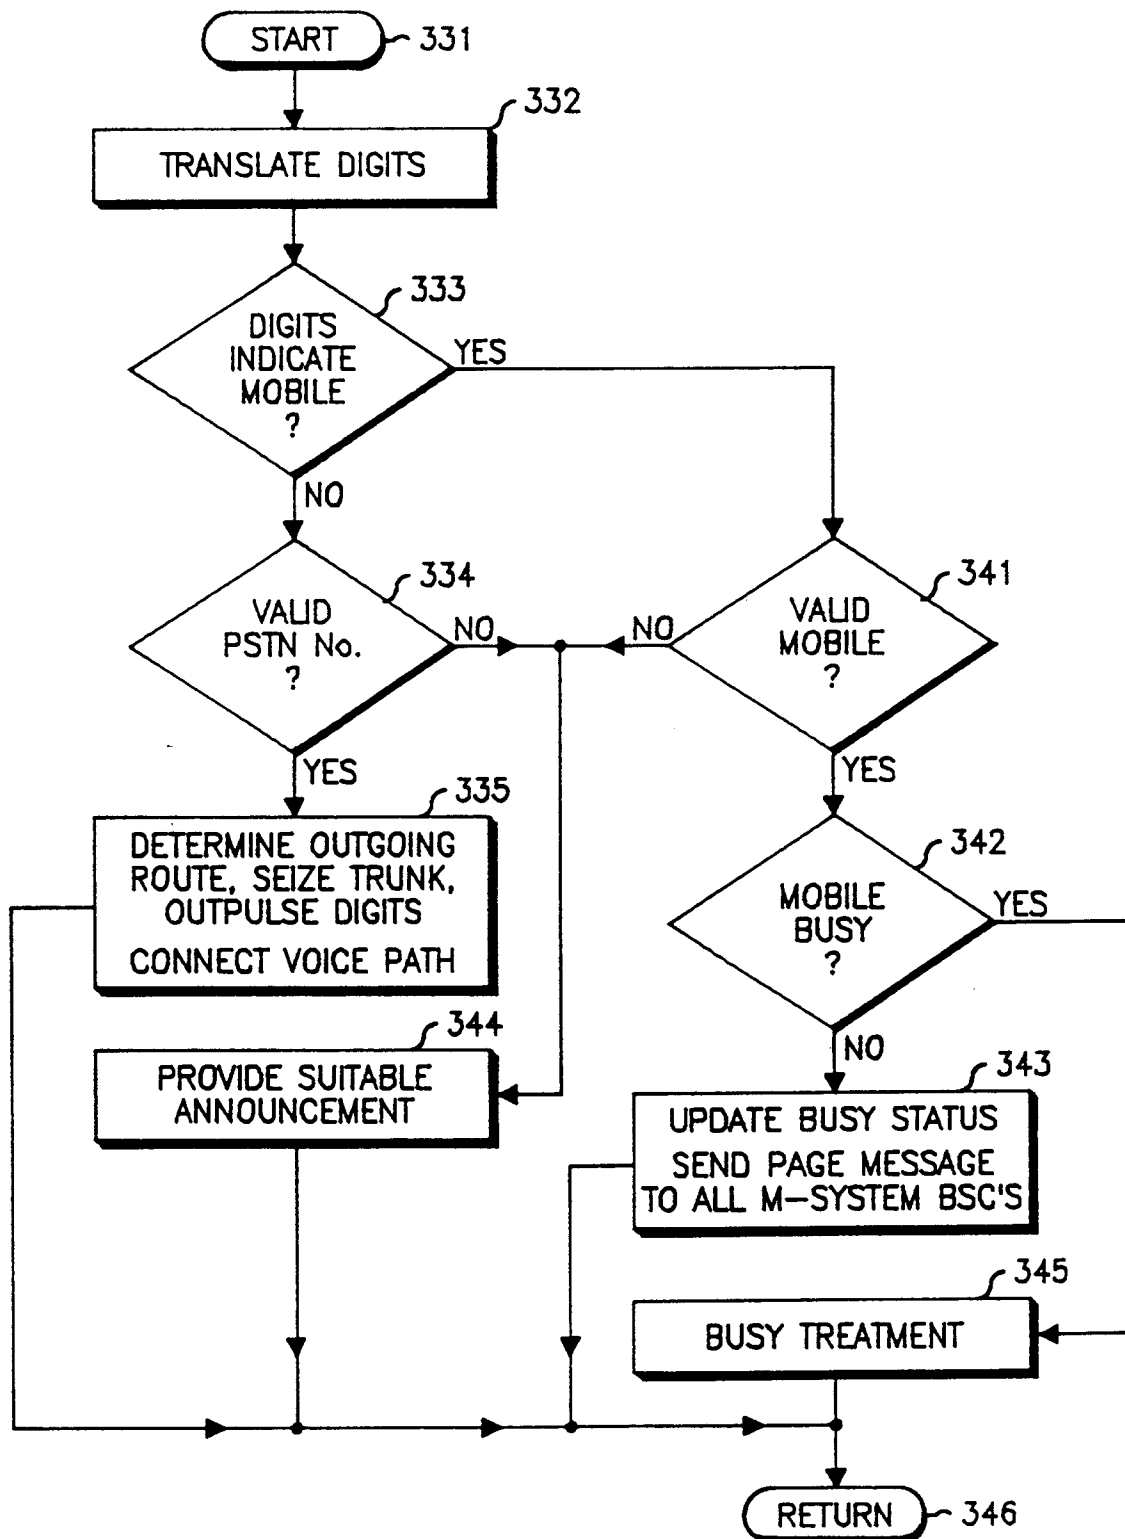 START
331
332
TRANSLATE DIGITS
333
DIGITS
INDICATE
MOBILE
?
YES
NO
334
VALID
PSTN No.
?
NO
NO
341
VALID
MOBILE
?
YES
YES
335
DETERMINE OUTGOING
ROUTE, SEIZE TRUNK,
OUTPULSE DIGITS
CONNECT VOICE PATH
342
MOBILE
BUSY
?
YES
NO
344
PROVIDE SUITABLE
ANNOUNCEMENT
343
UPDATE BUSY STATUS
SEND PAGE MESSAGE
TO ALL M-SYSTEM BSC'S
345
BUSY TREATMENT
RETURN
346